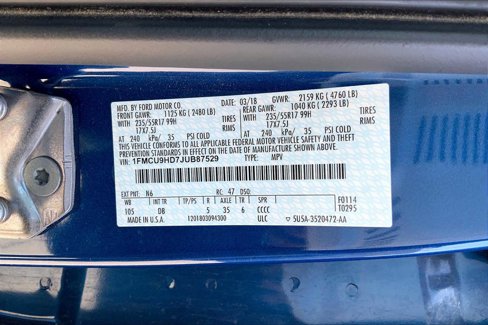 MFD. BY FORD MOTOR CO.
DATE: 03/18 GVWR: 2159 KG ( 4760 LB)
FRONT GAWR: 1125 KG ( 2480 LB) REAR GAWR: 1040 KG ( 2293 LB)
WITH 235/55R17 99H TIRES WITH 235/55R17 99H TIRES
17X7.5J RIMS 17X7.5J RIMS
AT 240 kPa/ 35 PSI COLD AT 240 kPa/ 35 PSI COLD
THIS VEHICLE CONFORMS TO ALL APPLICABLE FEDERAL MOTOR VEHICLE SAFETY AND THEFT
PREVENTION STANDARDS IN EFFECT ON THE DATE OF MANUFACTURE SHOWN ABOVE.
VIN: 1FMCU9HD7JUB87529 TYPE: MPV
EXT PNT: N6 RC: 47 DSO:
WB INT TR TP/PS R AXLE TR SPR F0114
105 DB 5 35 6 CCCC T0295
MADE IN U.S.A. 1201803094300 ULC ▽ 5U5A-3520472-AA